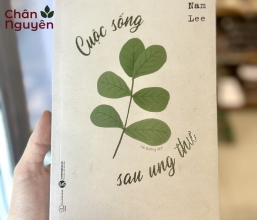 Chân
Nguyên
Nam
Lee
Cuộc sống
sau ung thư